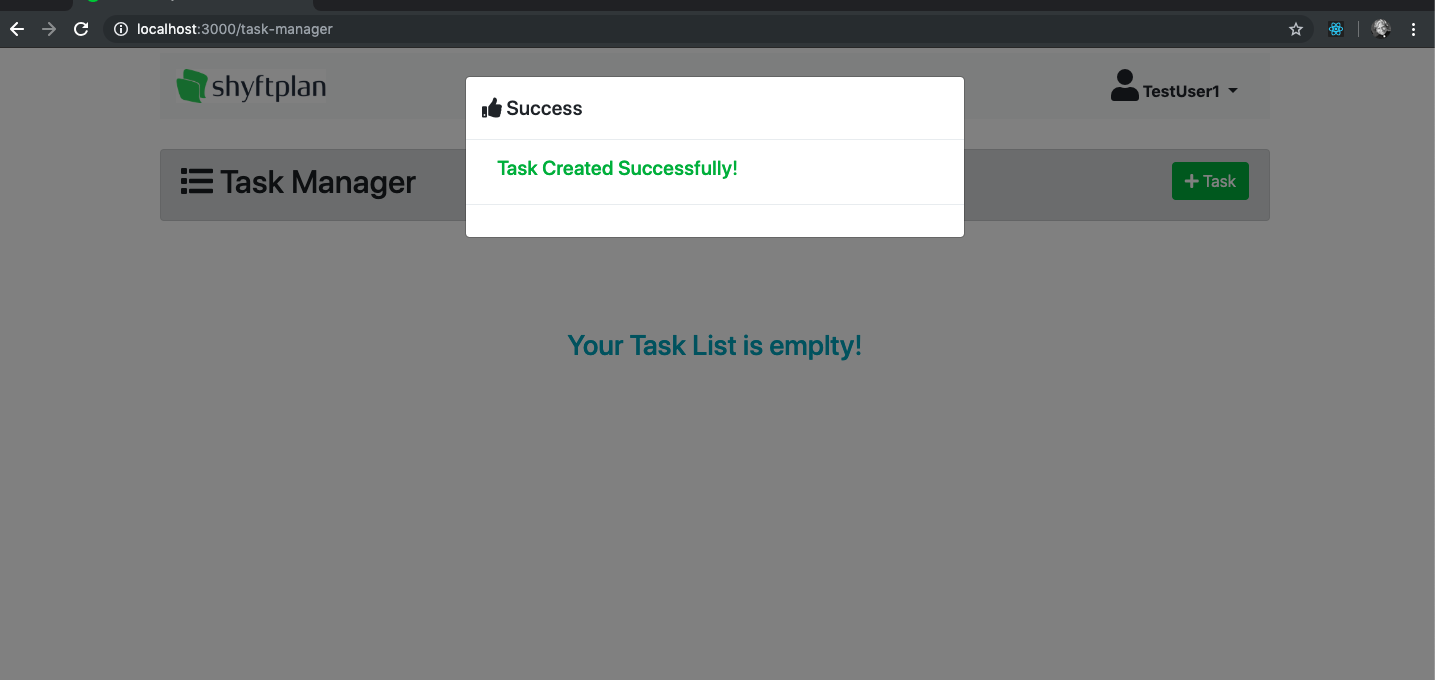 localhost:3000/task-manager
shyftplan
TestUser1
Success
Task Created Successfully!
Task Manager
Task
Your Task List is emplty!